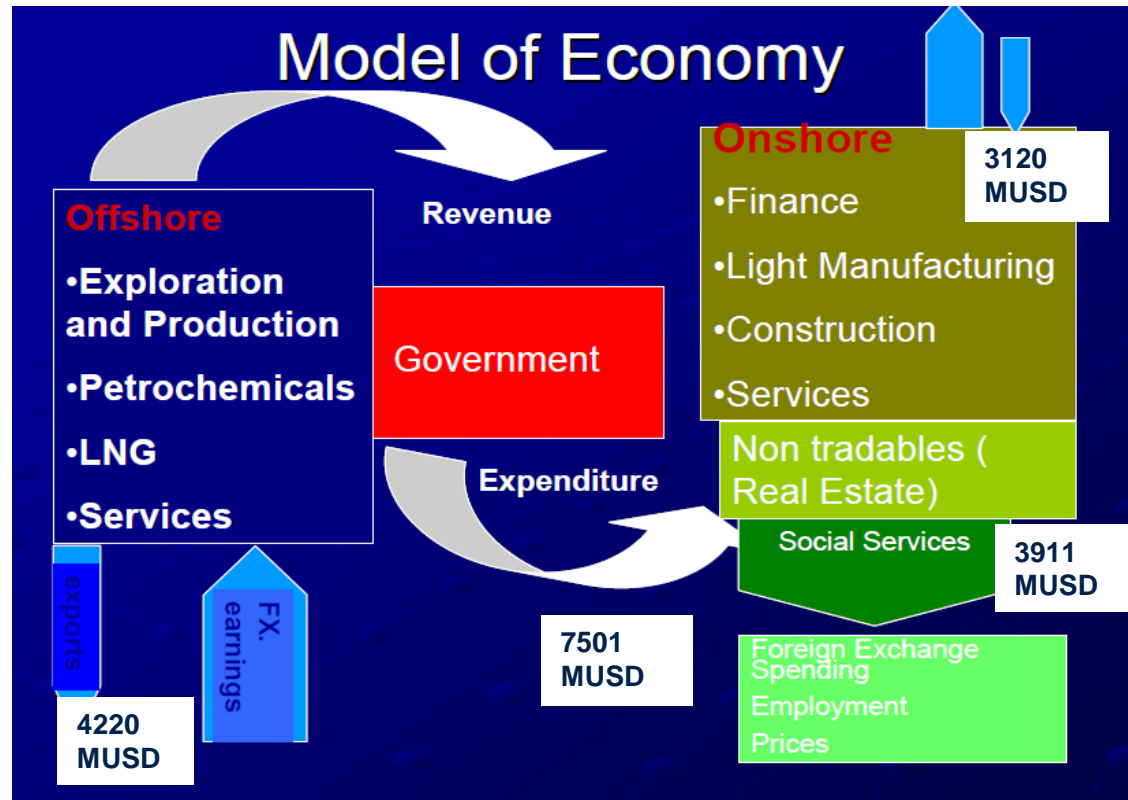 Model of Economy
Offshore
•Exploration
and Production
•Petrochemicals
•LNG
•Services
exports
FX.
earnings
4220
MUSD
Revenue
Government
Expenditure
7501
MUSD
Onshore
•Finance
•Light Manufacturing
•Construction
•Services
3120
MUSD
Non tradables (
Real Estate)
Social Services
3911
MUSD
Foreign Exchange
Spending
Employment
Prices